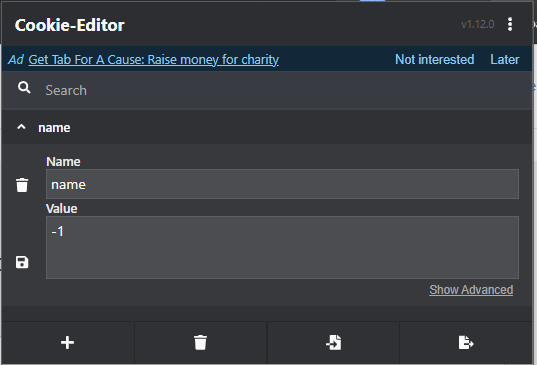 Cookie-Editor v1.12.0
Ad Get Tab For A Cause: Raise money for charity Not interested Later
Search
name
Name
name
Value
-1
Show Advanced